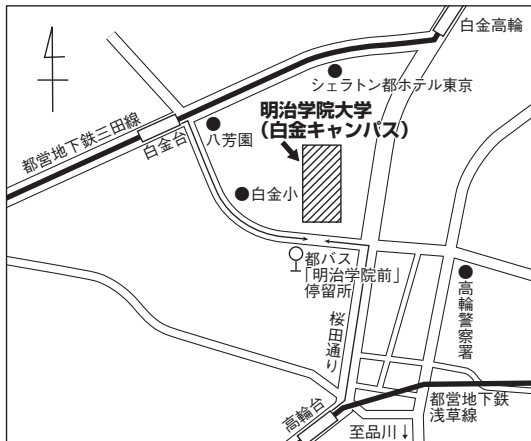 白金高輪
シェラトン都ホテル東京
明治学院大学
（白金キャンパス）
都営地下鉄三田線
白金台
八芳園
白金小
都バス
「明治学院前」
停留所
高輪警察署
桜田通り
都営地下鉄
浅草線
高輪台
至品川↓